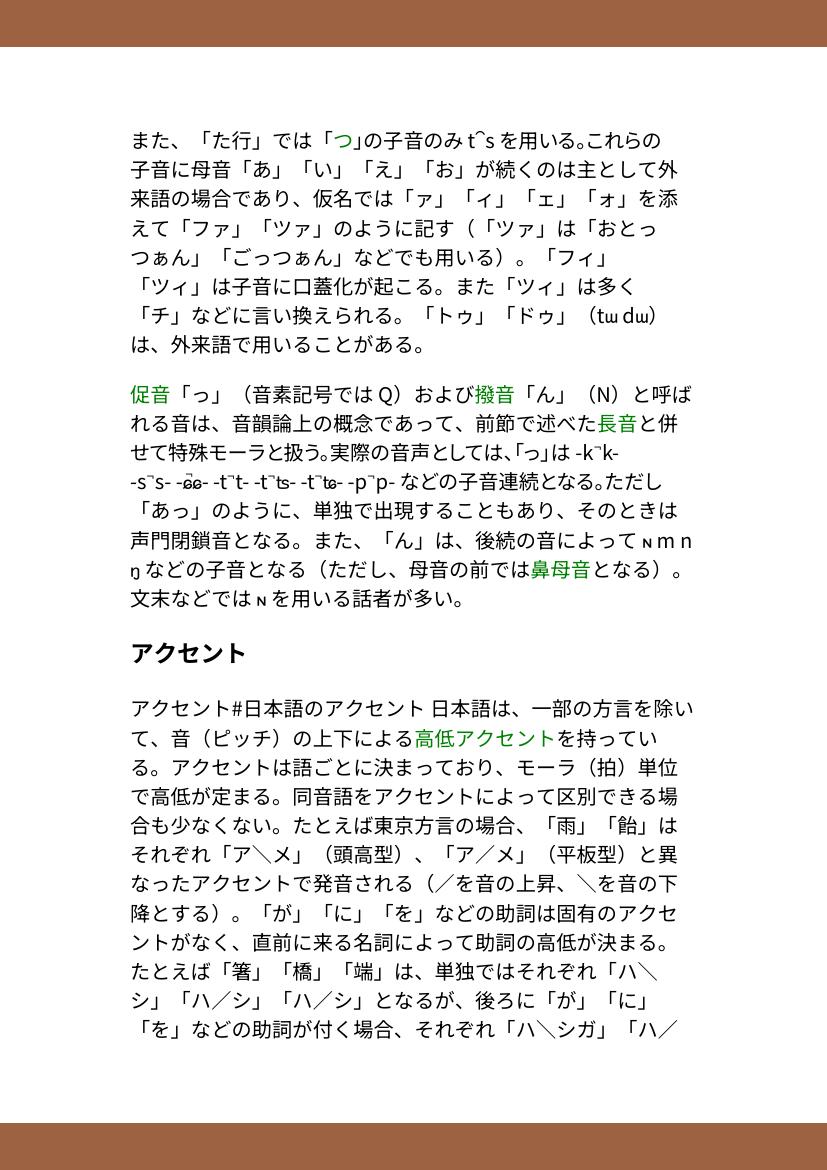 また、「た行」では「つ」の子音のみ t͡s を用いる。これらの
子音に母音「あ」「い」「え」「お」が続くのは主として外
来語の場合であり、仮名では「ァ」「ィ」「ェ」「ォ」を添
えて「ファ」「ツァ」のように記す（「ツァ」は「おとっ
つぁん」「ごっつぁん」などでも用いる）。「フィ」
「ツィ」は子音に口蓋化が起こる。また「ツィ」は多く
「チ」などに言い換えられる。「トゥ」「ドゥ」（tɯ dɯ）
は、外来語で用いることがある。
促音「っ」（音素記号では Q）および撥音「ん」（N）と呼ば
れる音は、音韻論上の概念であって、前節で述べた長音と併
せて特殊モーラと扱う。実際の音声としては、「っ」は -k̚k-
-s̚s- -ɕ̚ɕ- -t̚t- -t̚ʦ- -t̚ʨ- -p̚p- などの子音連続となる。ただし
「あっ」のように、単独で出現することもあり、そのときは
声門閉鎖音となる。また、「ん」は、後続の音によって ɴ m n
ŋ などの子音となる（ただし、母音の前では鼻母音となる）。
文末などでは ɴ を用いる話者が多い。
アクセント
アクセント#日本語のアクセント 日本語は、一部の方言を除い
て、音（ピッチ）の上下による高低アクセントを持ってい
る。アクセントは語ごとに決まっており、モーラ（拍）単位
で高低が定まる。同音語をアクセントによって区別できる場
合も少なくない。たとえば東京方言の場合、「雨」「飴」は
それぞれ「ア＼メ」（頭高型）、「ア／メ」（平板型）と異
なったアクセントで発音される（／を音の上昇、＼を音の下
降とする）。「が」「に」「を」などの助詞は固有のアクセ
ントがなく、直前に来る名詞によって助詞の高低が決まる。
たとえば「箸」「橋」「端」は、単独ではそれぞれ「ハ＼
シ」「ハ／シ」「ハ／シ」となるが、後ろに「が」「に」
「を」などの助詞が付く場合、それぞれ「ハ＼シガ」「ハ／